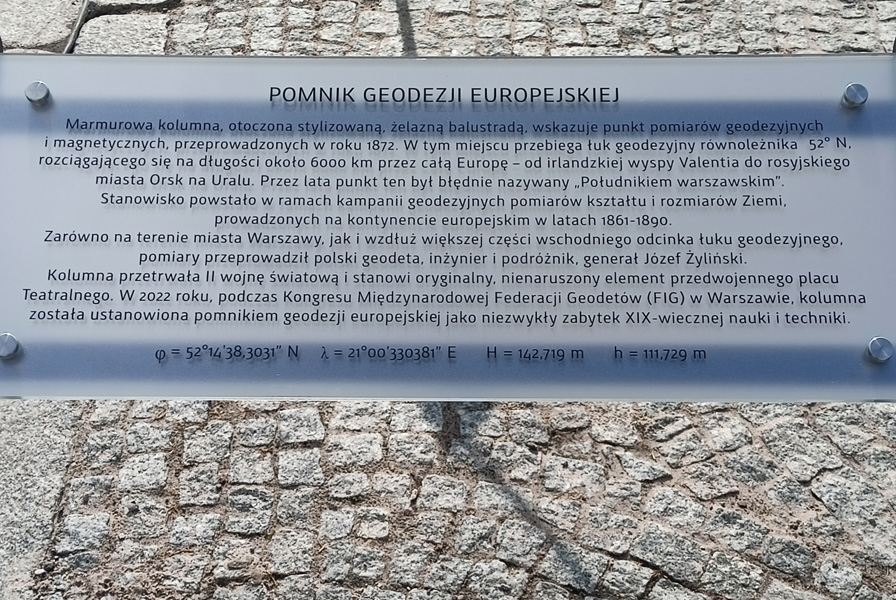 POMNIK GEODEZJI EUROPEJSKIEJ
Marmurowa kolumna, otoczona stylizowaną, żelazną balustradą, wskazuje punkt pomiarów geodezyjnych
i magnetycznych, przeprowadzonych w roku 1872. W tym miejscu przebiega łuk geodezyjny równoleżnika 52° N,
rozciągającego się na długości około 6000 km przez całą Europę – od irlandzkiej wyspy Valentia do rosyjskiego
miasta Orsk na Uralu. Przez lata punkt ten był błędnie nazywany „Południkiem warszawskim”.
Stanowisko powstało w ramach kampanii geodezyjnych pomiarów kształtu i rozmiarów Ziemi,
prowadzonych na kontynencie europejskim w latach 1861-1890.
Zarówno na terenie miasta Warszawy, jak i wzdłuż większej części wschodniego odcinka łuku geodezyjnego,
pomiary przeprowadził polski geodeta, inżynier i podróżnik, generał Józef Żyliński.
Kolumna przetrwała II wojnę światową i stanowi oryginalny, nienaruszony element przedwojennego placu
Teatralnego. W 2022 roku, podczas Kongresu Międzynarodowej Federacji Geodetów (FIG) w Warszawie, kolumna
została ustanowiona pomnikiem geodezji europejskiej jako niezwykły zabytek XIX-wiecznej nauki i techniki.
φ = 52°14'38,3031" N λ = 21°00'330381" E H = 142,719 m h = 111,729 m